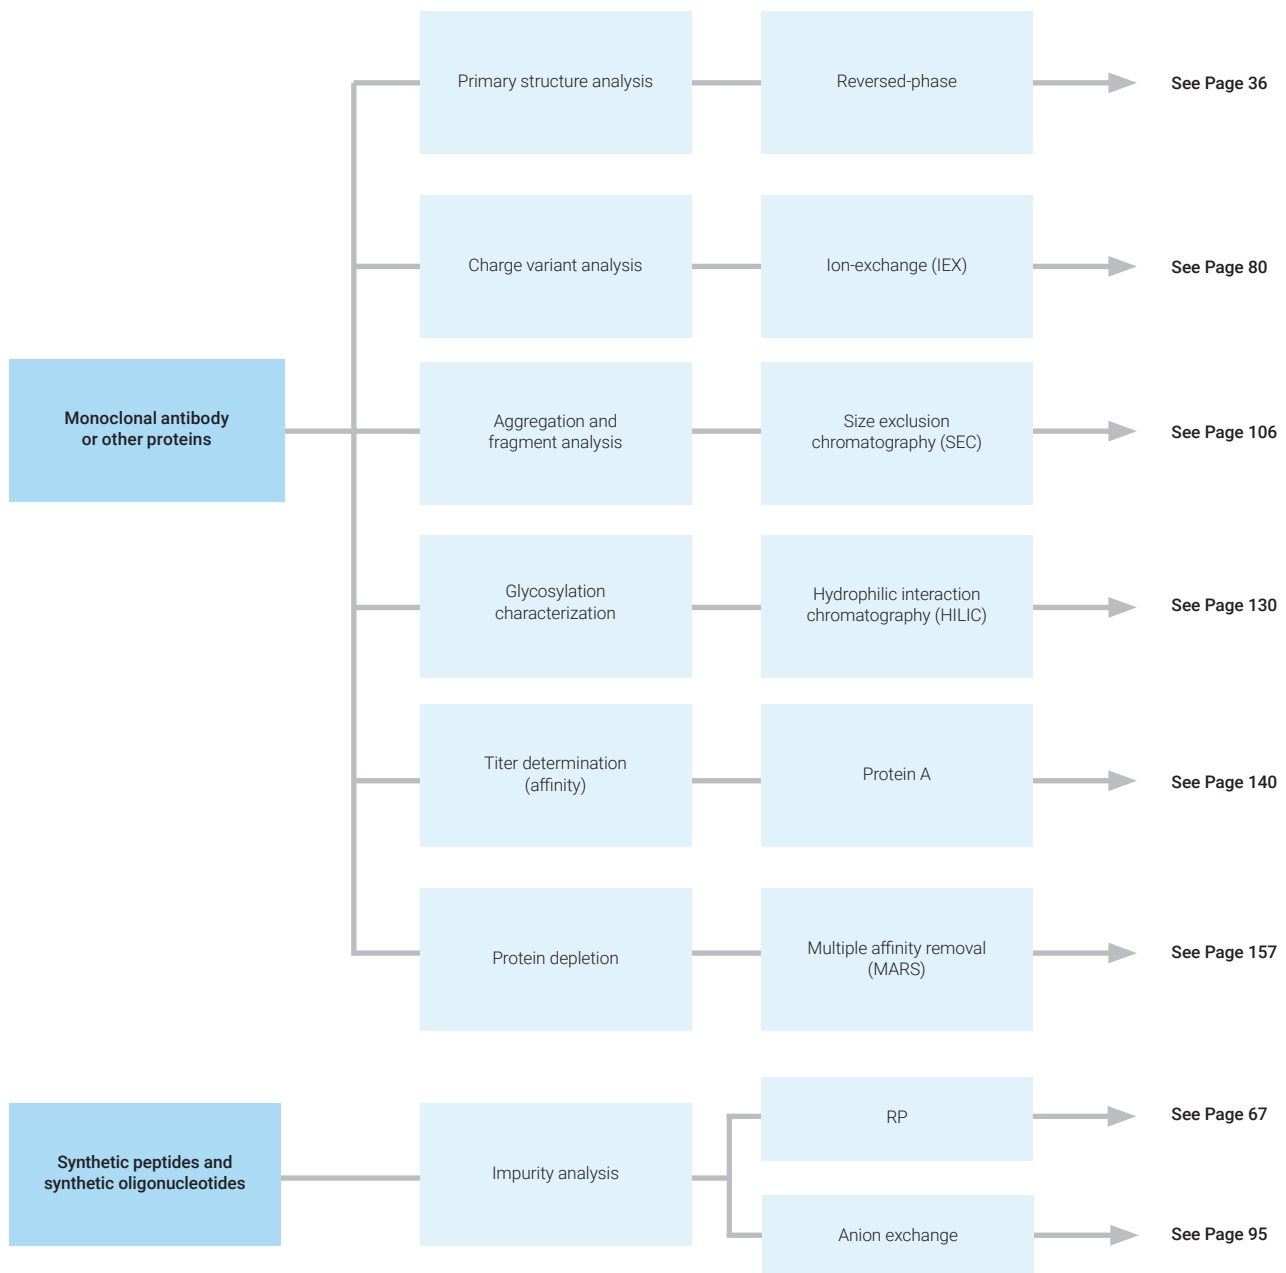 Primary structure analysis
Reversed-phase
See Page 36
Charge variant analysis
Ion-exchange (IEX)
See Page 80
Monoclonal antibody
or other proteins
Aggregation and
fragment analysis
Size exclusion
chromatography (SEC)
See Page 106
Glycosylation
characterization
Hydrophilic interaction
chromatography (HILIC)
See Page 130
Titer determination
(affinity)
Protein A
See Page 140
Protein depletion
Multiple affinity removal
(MARS)
See Page 157
Synthetic peptides and
synthetic oligonucleotides
Impurity analysis
RP
See Page 67
Anion exchange
See Page 95